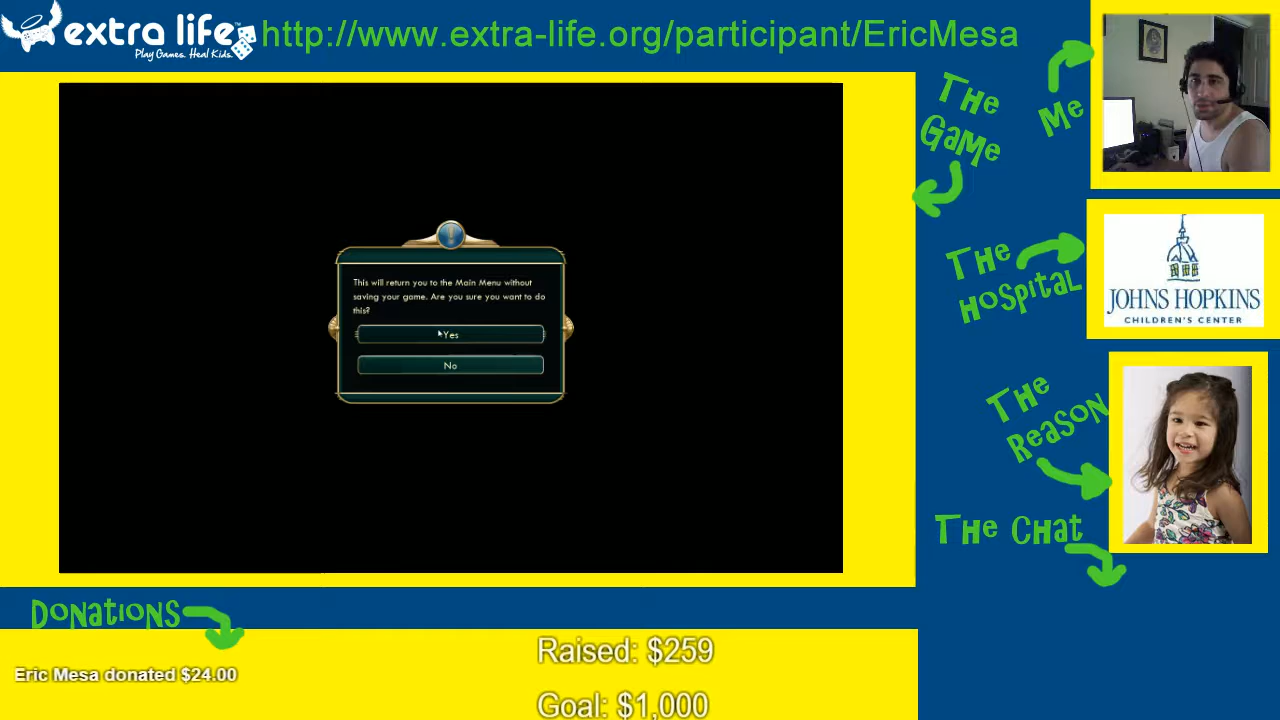 extra life
Play Games. Heal Kids.
http://www.extra-life.org/participant/EricMesa
The Game
Me
This will return you to the Main Menu without
saving your game. Are you sure you want to do
this?
Yes
No
The Hospital
JOHNS HOPKINS
CHILDREN'S CENTER
The Reason
The Chat
Donations
Eric Mesa donated $24.00
Raised: $259
Goal: $1,000